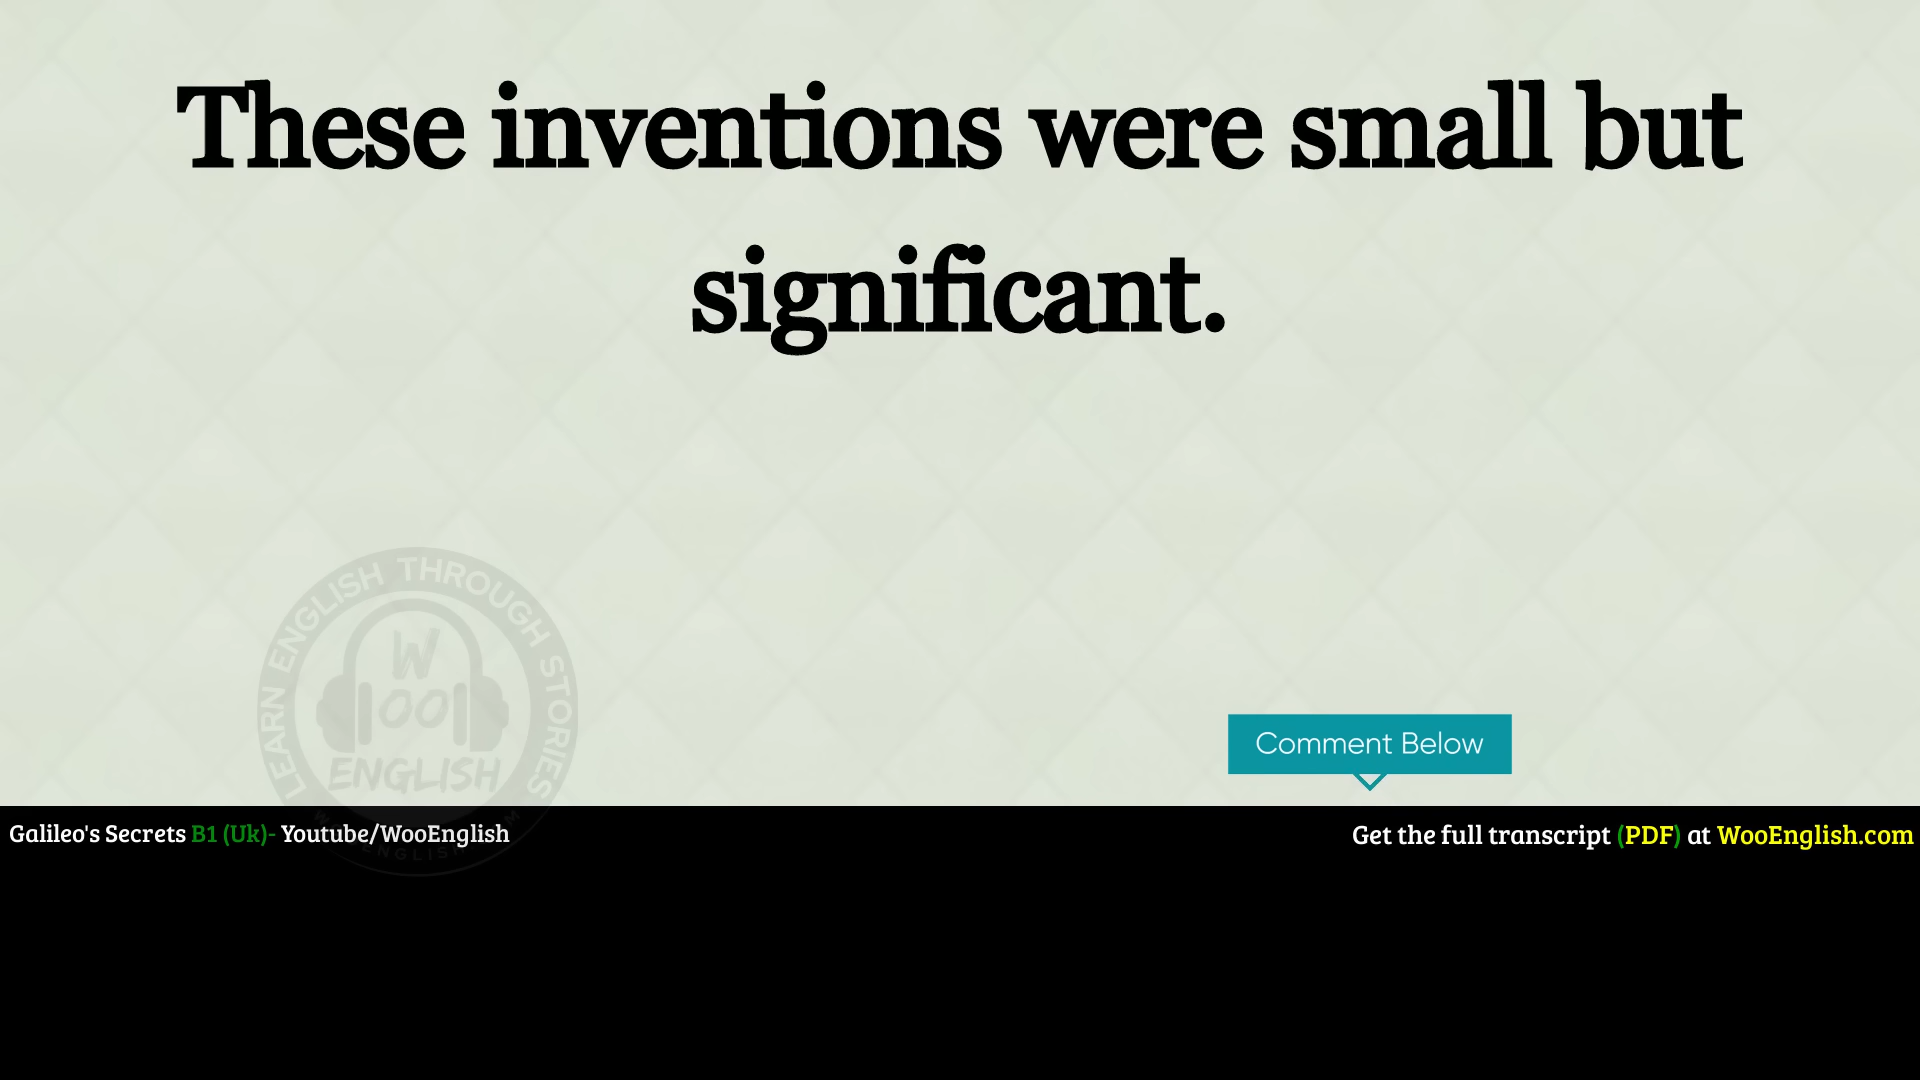 These inventions were small but
significant.
LEARN ENGLISH THROUGH STORIES
W
OO
ENGLISH
Comment Below
Galileo's Secrets B1 (Uk)- Youtube/WooEnglish
Get the full transcript (PDF) at WooEnglish.com